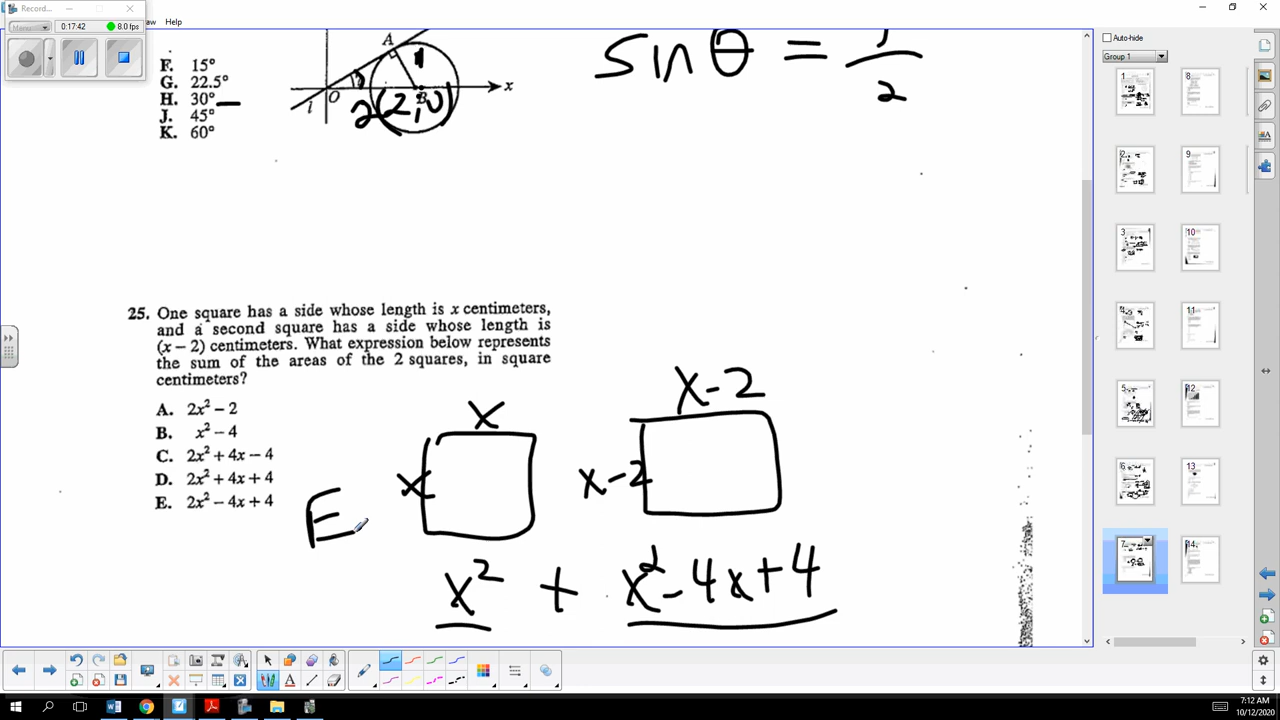 Record...
Menu
0:17:42
8.0 fps
aw Help
Auto-hide
Group 1
F. 15°
G. 22.5°
H. 30°
J. 45°
K. 60°
A
1
O
B
x
l
2
(2,0)
sin θ = 1/2
25. One square has a side whose length is x centimeters,
and a second square has a side whose length is
(x – 2) centimeters. What expression below represents
the sum of the areas of the 2 squares, in square
centimeters?
A. 2x² – 2
B. x² – 4
C. 2x² + 4x – 4
D. 2x² + 4x + 4
E. 2x² – 4x + 4
E
x
x
x-2
x-2
x² + x² - 4x + 4
1
8
2
9
3
10
4
11
5
12
6
13
7
14
A
7:12 AM
10/12/2020